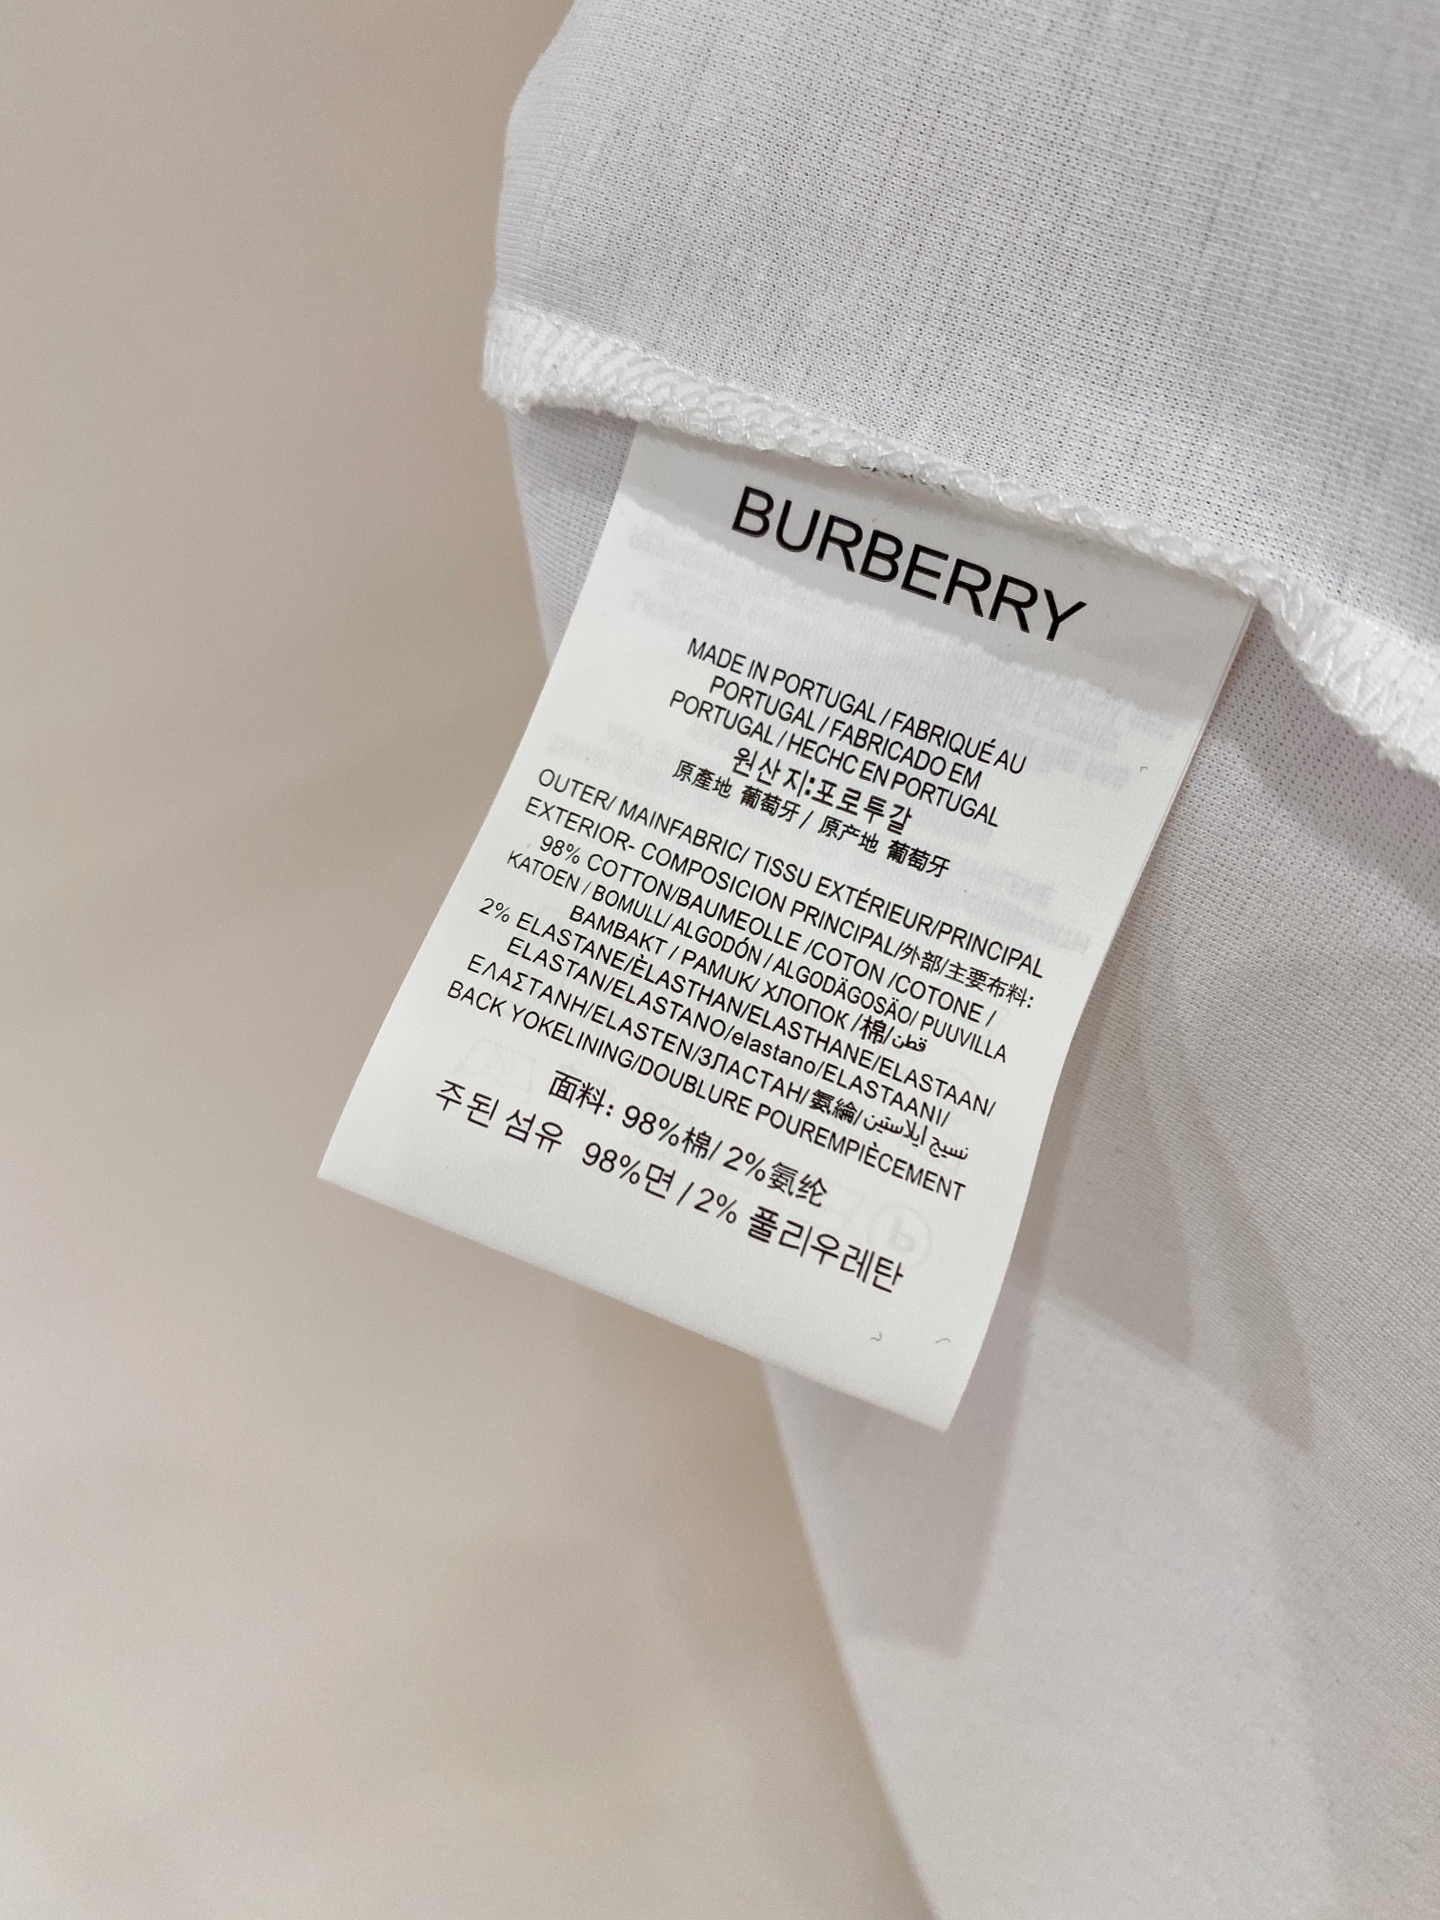 BURBERRY
MADE IN PORTUGAL / FABRIQUÉ AU
PORTUGAL / FABRICADO EM
PORTUGAL / HECHC EN PORTUGAL
원산지:포로투갈
原產地 葡萄牙 / 原产地 葡萄牙
OUTER/ MAINFABRIC/ TISSU EXTÉRIEUR/PRINCIPAL
EXTERIOR- COMPOSICION PRINCIPAL/外部/主要布料:
98% COTTON/BAUMEOLLE /COTON /COTONE /
KATOEN / BOMULL/ ALGODÓN / ALGODÄGOSÄO/ PUUVILLA
BAMBAKT / PAMUK/ ХЛОПОК /棉/قطن
2% ELASTANE/ÈLASTHAN/ELASTHANE/ELASTAAN/
ELASTAN/ELASTANO/elastano/ELASTAANI/
ΕΛΑΣΤΑΝΗ/ELASTEN/ЗПАСТАН/氨綸/نسيج إيلاستين
BACK YOKELINING/DOUBLURE POUREMPIÈCEMENT
面料: 98%棉/ 2%氨纶
주된 섬유 98%면 / 2% 폴리우레탄